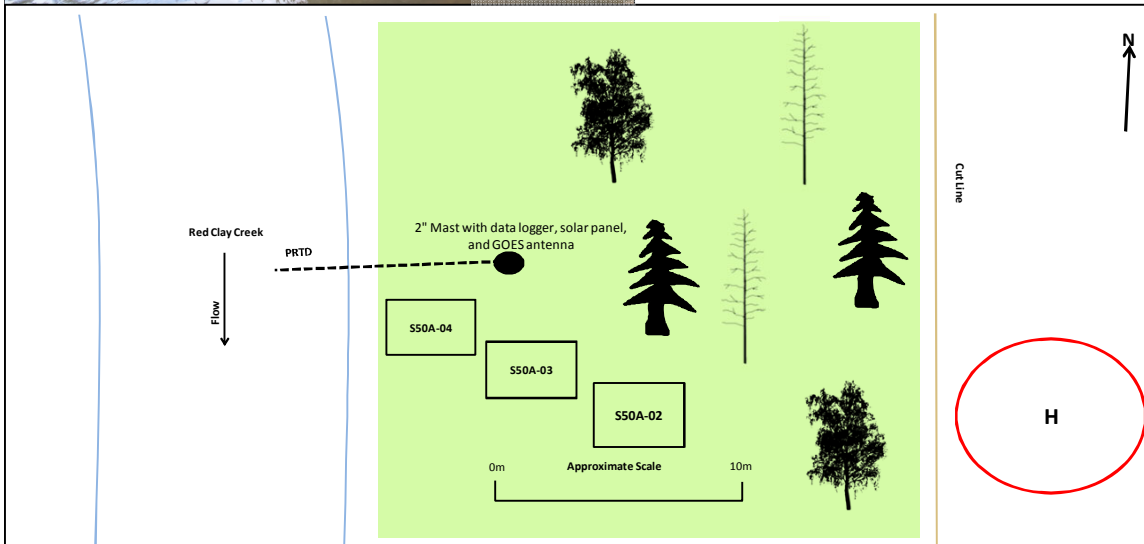 N
Cut Line
Red Clay Creek
2" Mast with data logger, solar panel,
and GOES antenna
PRTD
Flow
S50A-04
S50A-03
S50A-02
H
0m
Approximate Scale
10m